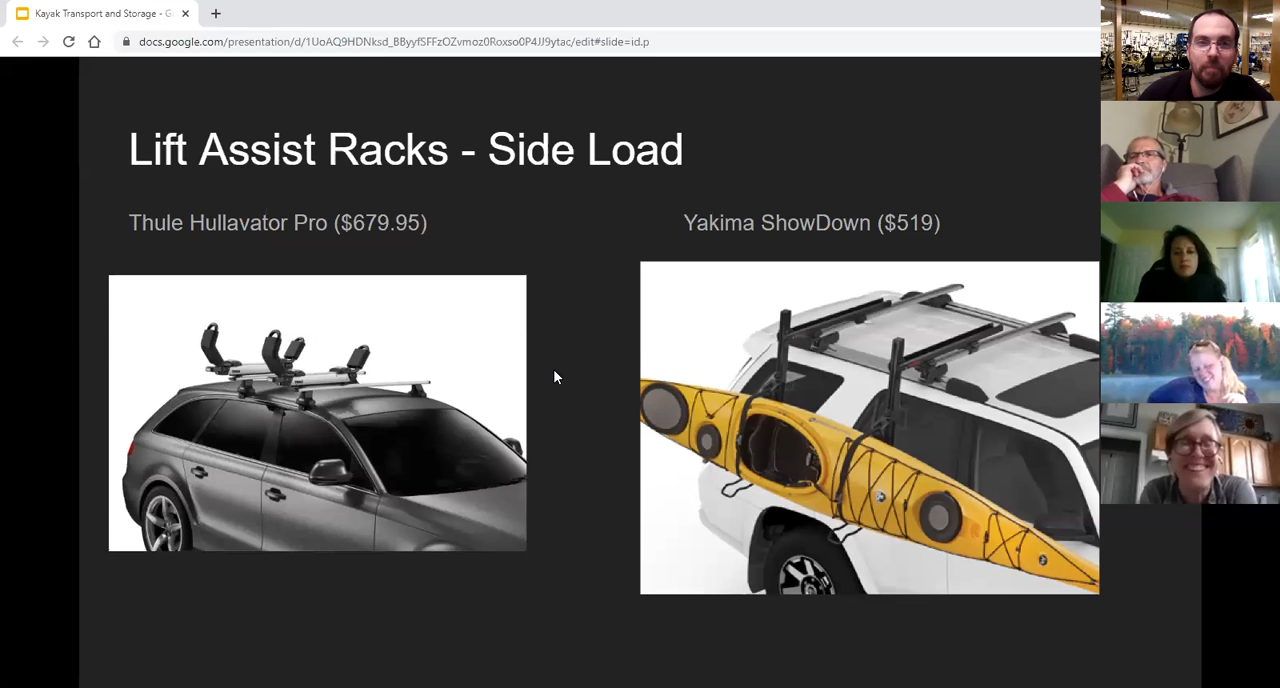 Kayak Transport and Storage - G
docs.google.com/presentation/d/1UoAQ9HDNksd_BByyfSFFzOZvmoz0Roxso0P4JJ9ytac/edit#slide=id.p
Lift Assist Racks - Side Load
Thule Hullavator Pro ($679.95)
Yakima ShowDown ($519)